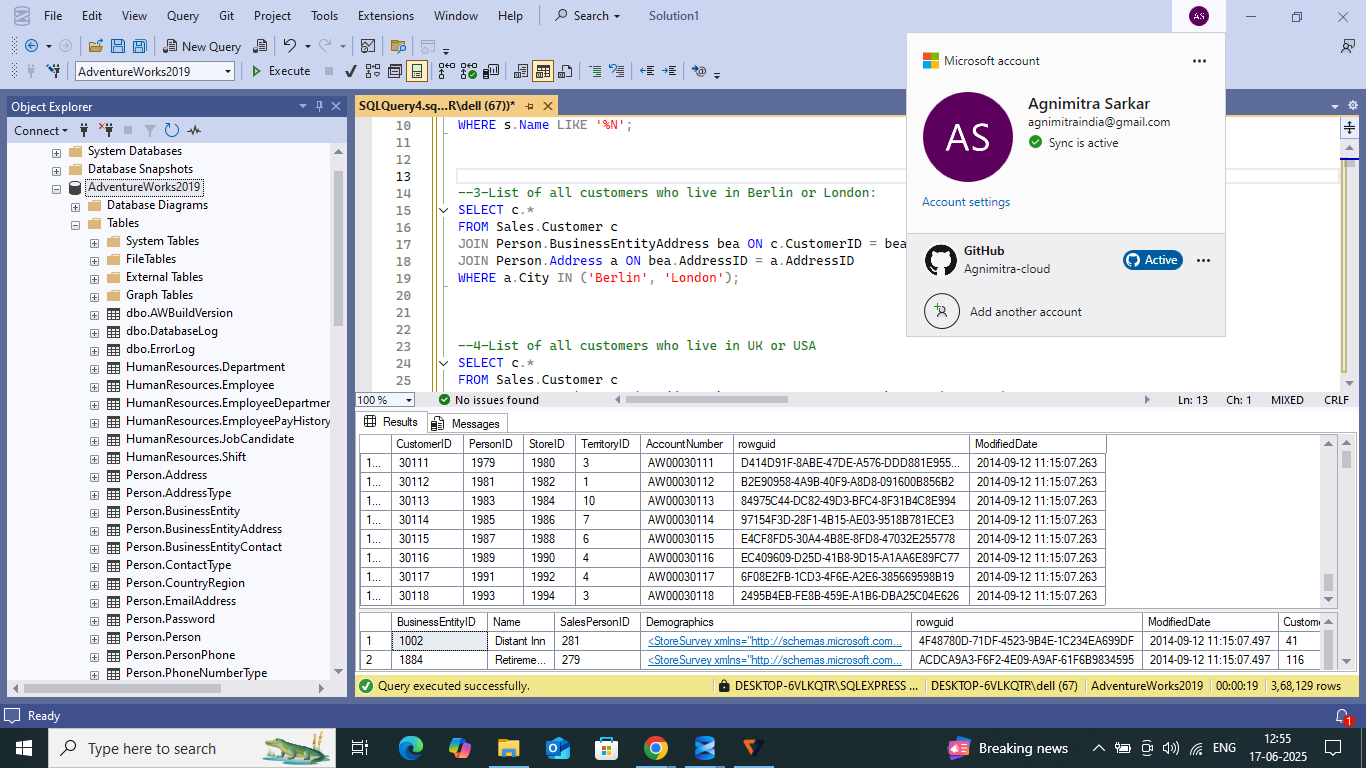 File Edit View Query Git Project Tools Extensions Window Help Search Solution1 AS
New Query
AdventureWorks2019 Execute
Microsoft account
AS
Agnimitra Sarkar
agnimitraindia@gmail.com
Sync is active
Account settings
GitHub
Agnimitra-cloud
Active
Add another account
Object Explorer
Connect
System Databases
Database Snapshots
AdventureWorks2019
Database Diagrams
Tables
System Tables
FileTables
External Tables
Graph Tables
dbo.AWBuildVersion
dbo.DatabaseLog
dbo.ErrorLog
HumanResources.Department
HumanResources.Employee
HumanResources.EmployeeDepartmen
HumanResources.EmployeePayHistory
HumanResources.JobCandidate
HumanResources.Shift
Person.Address
Person.AddressType
Person.BusinessEntity
Person.BusinessEntityAddress
Person.BusinessEntityContact
Person.ContactType
Person.CountryRegion
Person.EmailAddress
Person.Password
Person.Person
Person.PersonPhone
Person.PhoneNumberType
SQLQuery4.sq...R\dell (67))*
10 WHERE s.Name LIKE '%N';
11
12
13
14 --3-List of all customers who live in Berlin or London:
15 SELECT c.*
16 FROM Sales.Customer c
17 JOIN Person.BusinessEntityAddress bea ON c.CustomerID = bea
18 JOIN Person.Address a ON bea.AddressID = a.AddressID
19 WHERE a.City IN ('Berlin', 'London');
20
21
22
23 --4-List of all customers who live in UK or USA
24 SELECT c.*
25 FROM Sales.Customer c
100 % No issues found Ln: 13 Ch: 1 MIXED CRLF
Results Messages
CustomerID PersonID StoreID TerritoryID AccountNumber rowguid ModifiedDate
1... 30111 1979 1980 3 AW00030111 D414D91F-8ABE-47DE-A576-DDD881E955... 2014-09-12 11:15:07.263
1... 30112 1981 1982 1 AW00030112 B2E90958-4A9B-40F9-A8D8-091600B856B2 2014-09-12 11:15:07.263
1... 30113 1983 1984 10 AW00030113 84975C44-DC82-49D3-BFC4-8F31B4C8E994 2014-09-12 11:15:07.263
1... 30114 1985 1986 7 AW00030114 97154F3D-28F1-4B15-AE03-9518B781ECE3 2014-09-12 11:15:07.263
1... 30115 1987 1988 6 AW00030115 E4CF8FD5-30A4-4B8E-8FD8-47032E255778 2014-09-12 11:15:07.263
1... 30116 1989 1990 4 AW00030116 EC409609-D25D-41B8-9D15-A1AA6E89FC77 2014-09-12 11:15:07.263
1... 30117 1991 1992 4 AW00030117 6F08E2FB-1CD3-4F6E-A2E6-385669598B19 2014-09-12 11:15:07.263
1... 30118 1993 1994 3 AW00030118 2495B4EB-FE8B-459E-A1B6-DBA25C04E626 2014-09-12 11:15:07.263
BusinessEntityID Name SalesPersonID Demographics rowguid ModifiedDate Custome
1 1002 Distant Inn 281 <StoreSurvey xmlns="http://schemas.microsoft.com... 4F48780D-71DF-4523-9B4E-1C234EA699DF 2014-09-12 11:15:07.497 41
2 1884 Retireme... 279 <StoreSurvey xmlns="http://schemas.microsoft.com... ACDCA9A3-F6F2-4E09-A9AF-61F6B9834595 2014-09-12 11:15:07.497 116
Query executed successfully. DESKTOP-6VLKQTR\SQLEXPRESS ... DESKTOP-6VLKQTR\dell (67) AdventureWorks2019 00:00:19 3,68,129 rows
Ready 1
Type here to search Breaking news ENG 12:55
17-06-2025